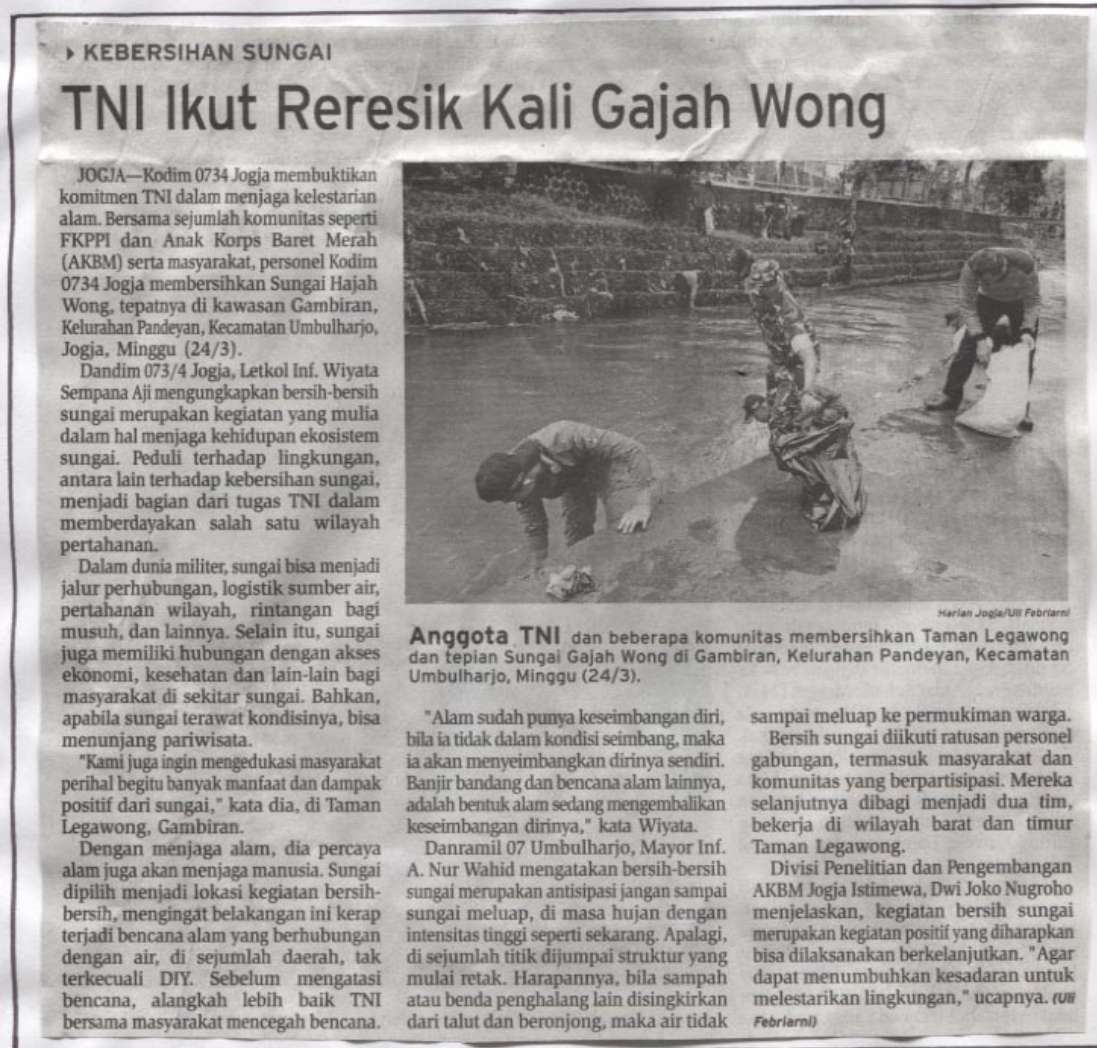 KEBERSIHAN SUNGAI
TNI Ikut Reresik Kali Gajah Wong
JOGJA—Kodim 0734 Jogja membuktikan
komitmen TNI dalam menjaga kelestarian
alam. Bersama sejumlah komunitas seperti
FKPPI dan Anak Korps Baret Merah
(AKBM) serta masyarakat, personel Kodim
0734 Jogja membersihkan Sungai Hajah
Wong, tepatnya di kawasan Gambiran,
Kelurahan Pandeyan, Kecamatan Umbulharjo,
Jogja, Minggu (24/3).
Dandim 073/4 Jogja, Letkol Inf. Wiyata
Sempana Aji mengungkapkan bersih-bersih
sungai merupakan kegiatan yang mulia
dalam hal menjaga kehidupan ekosistem
sungai. Peduli terhadap lingkungan,
antara lain terhadap kebersihan sungai,
menjadi bagian dari tugas TNI dalam
memberdayakan salah satu wilayah
pertahanan.
Dalam dunia militer, sungai bisa menjadi
jalur perhubungan, logistik sumber air,
pertahanan wilayah, rintangan bagi
musuh, dan lainnya. Selain itu, sungai
juga memiliki hubungan dengan akses
ekonomi, kesehatan dan lain-lain bagi
masyarakat di sekitar sungai. Bahkan,
apabila sungai terawat kondisinya, bisa
menunjang pariwisata.
"Kami juga ingin mengedukasi masyarakat
perihal begitu banyak manfaat dan dampak
positif dari sungai," kata dia, di Taman
Legawong, Gambiran.
Dengan menjaga alam, dia percaya
alam juga akan menjaga manusia. Sungai
dipilih menjadi lokasi kegiatan bersih-
bersih, mengingat belakangan ini kerap
terjadi bencana alam yang berhubungan
dengan air, di sejumlah daerah, tak
terkecuali DIY. Sebelum mengatasi
bencana, alangkah lebih baik TNI
bersama masyarakat mencegah bencana.
Harian Jogja/Uli Febriarni
Anggota TNI dan beberapa komunitas membersihkan Taman Legawong
dan tepian Sungai Gajah Wong di Gambiran, Kelurahan Pandeyan, Kecamatan
Umbulharjo, Minggu (24/3).
"Alam sudah punya keseimbangan diri,
bila ia tidak dalam kondisi seimbang, maka
ia akan menyeimbangkan dirinya sendiri.
Banjir bandang dan bencana alam lainnya,
adalah bentuk alam sedang mengembalikan
keseimbangan dirinya," kata Wiyata.
Danramil 07 Umbulharjo, Mayor Inf.
A. Nur Wahid mengatakan bersih-bersih
sungai merupakan antisipasi jangan sampai
sungai meluap, di masa hujan dengan
intensitas tinggi seperti sekarang. Apalagi,
di sejumlah titik dijumpai struktur yang
mulai retak. Harapannya, bila sampah
atau benda penghalang lain disingkirkan
dari talut dan beronjong, maka air tidak
sampai meluap ke permukiman warga.
Bersih sungai diikuti ratusan personel
gabungan, termasuk masyarakat dan
komunitas yang berpartisipasi. Mereka
selanjutnya dibagi menjadi dua tim,
bekerja di wilayah barat dan timur
Taman Legawong.
Divisi Penelitian dan Pengembangan
AKBM Jogja Istimewa, Dwi Joko Nugroho
menjelaskan, kegiatan bersih sungai
merupakan kegiatan positif yang diharapkan
bisa dilaksanakan berkelanjutkan. "Agar
dapat menumbuhkan kesadaran untuk
melestarikan lingkungan," ucapnya. (Uli
Febriarni)